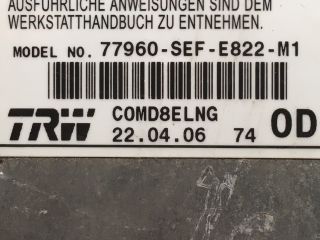 AUSFÜHRLICHE ANWEISUNGEN SIND DEM
WERKSTATTHANDBUCH ZU ENTNEHMEN.
MODEL NO. 77960-SEF-E822-M1
TRW
COMD8ELNG
22.04.06 74
OD